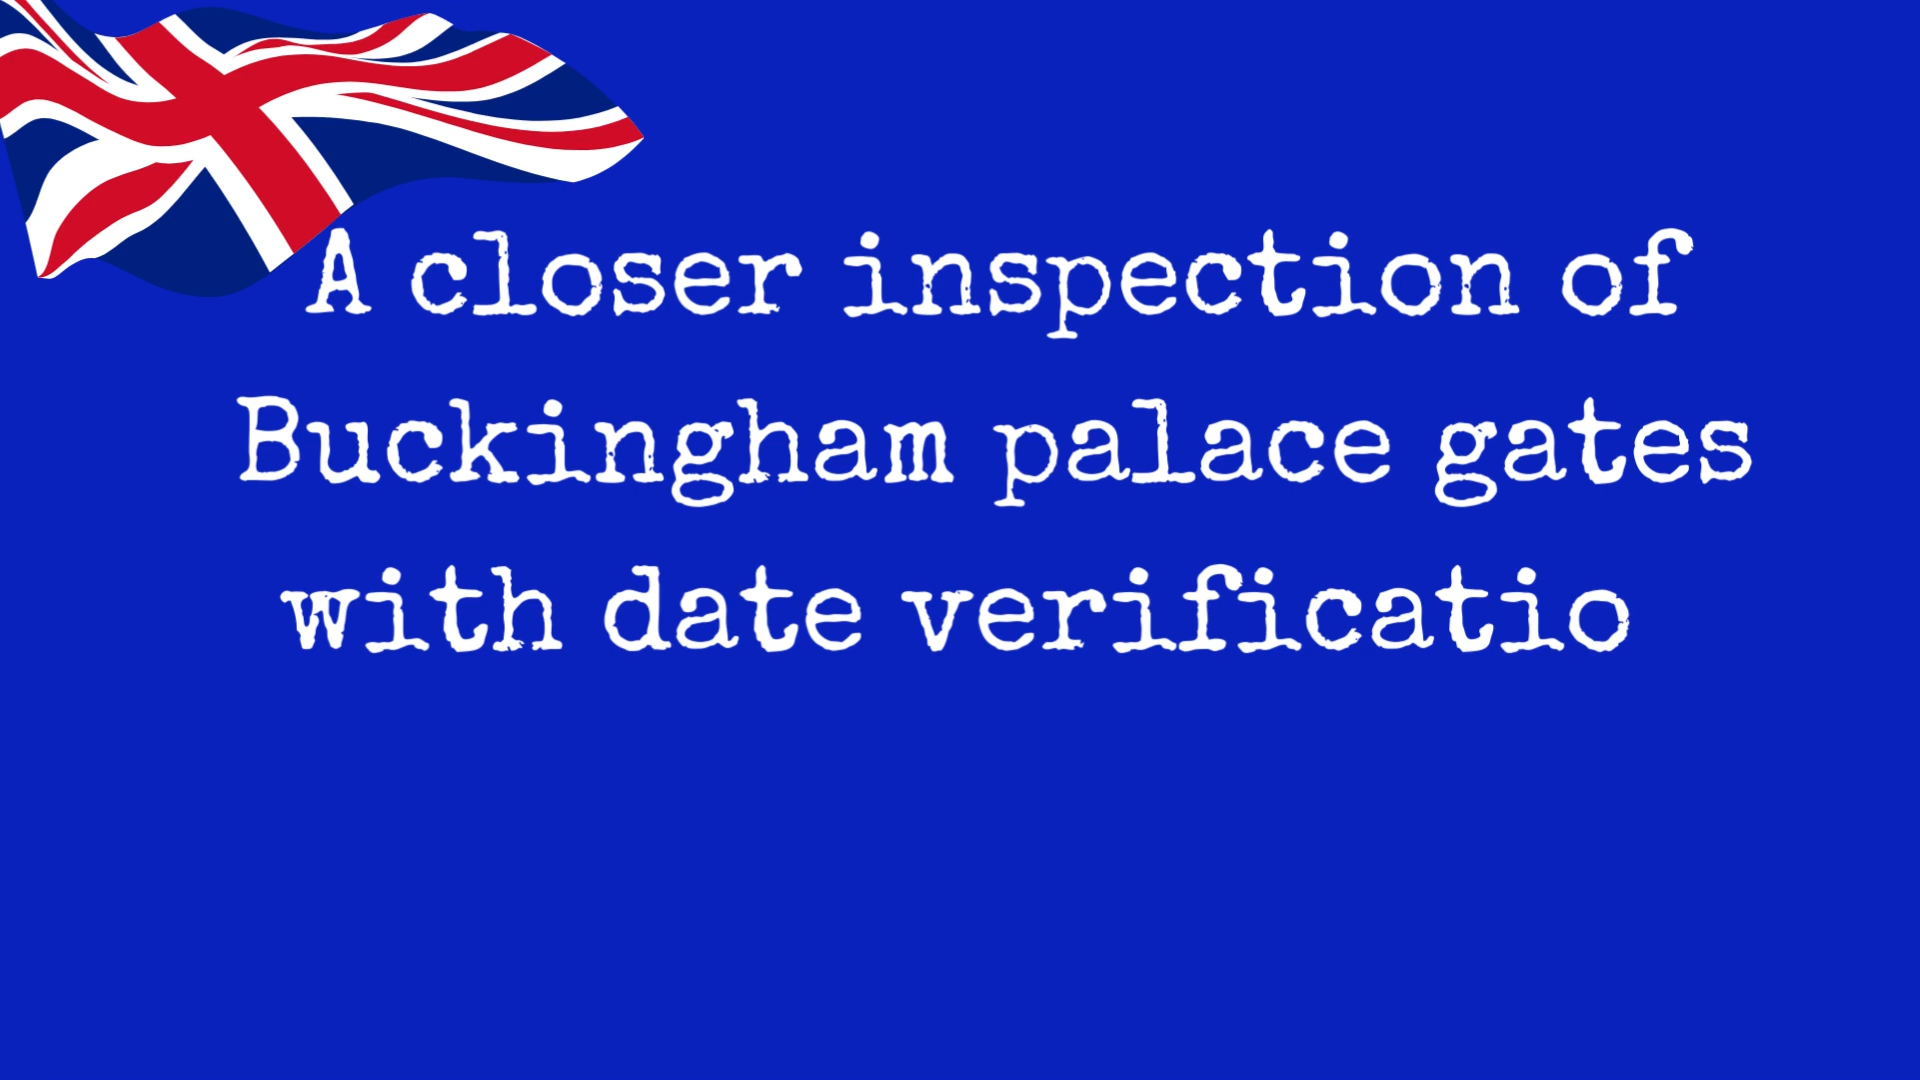 A closer inspection of
Buckingham palace gates
with date verificatio